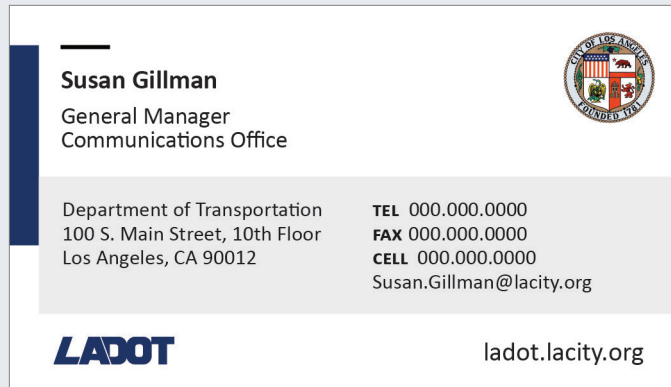 Susan Gillman
General Manager
Communications Office
CITY OF LOS ANGELES
FOUNDED 1781
Department of Transportation
100 S. Main Street, 10th Floor
Los Angeles, CA 90012
TEL 000.000.0000
FAX 000.000.0000
CELL 000.000.0000
Susan.Gillman@lacity.org
LADOT
ladot.lacity.org